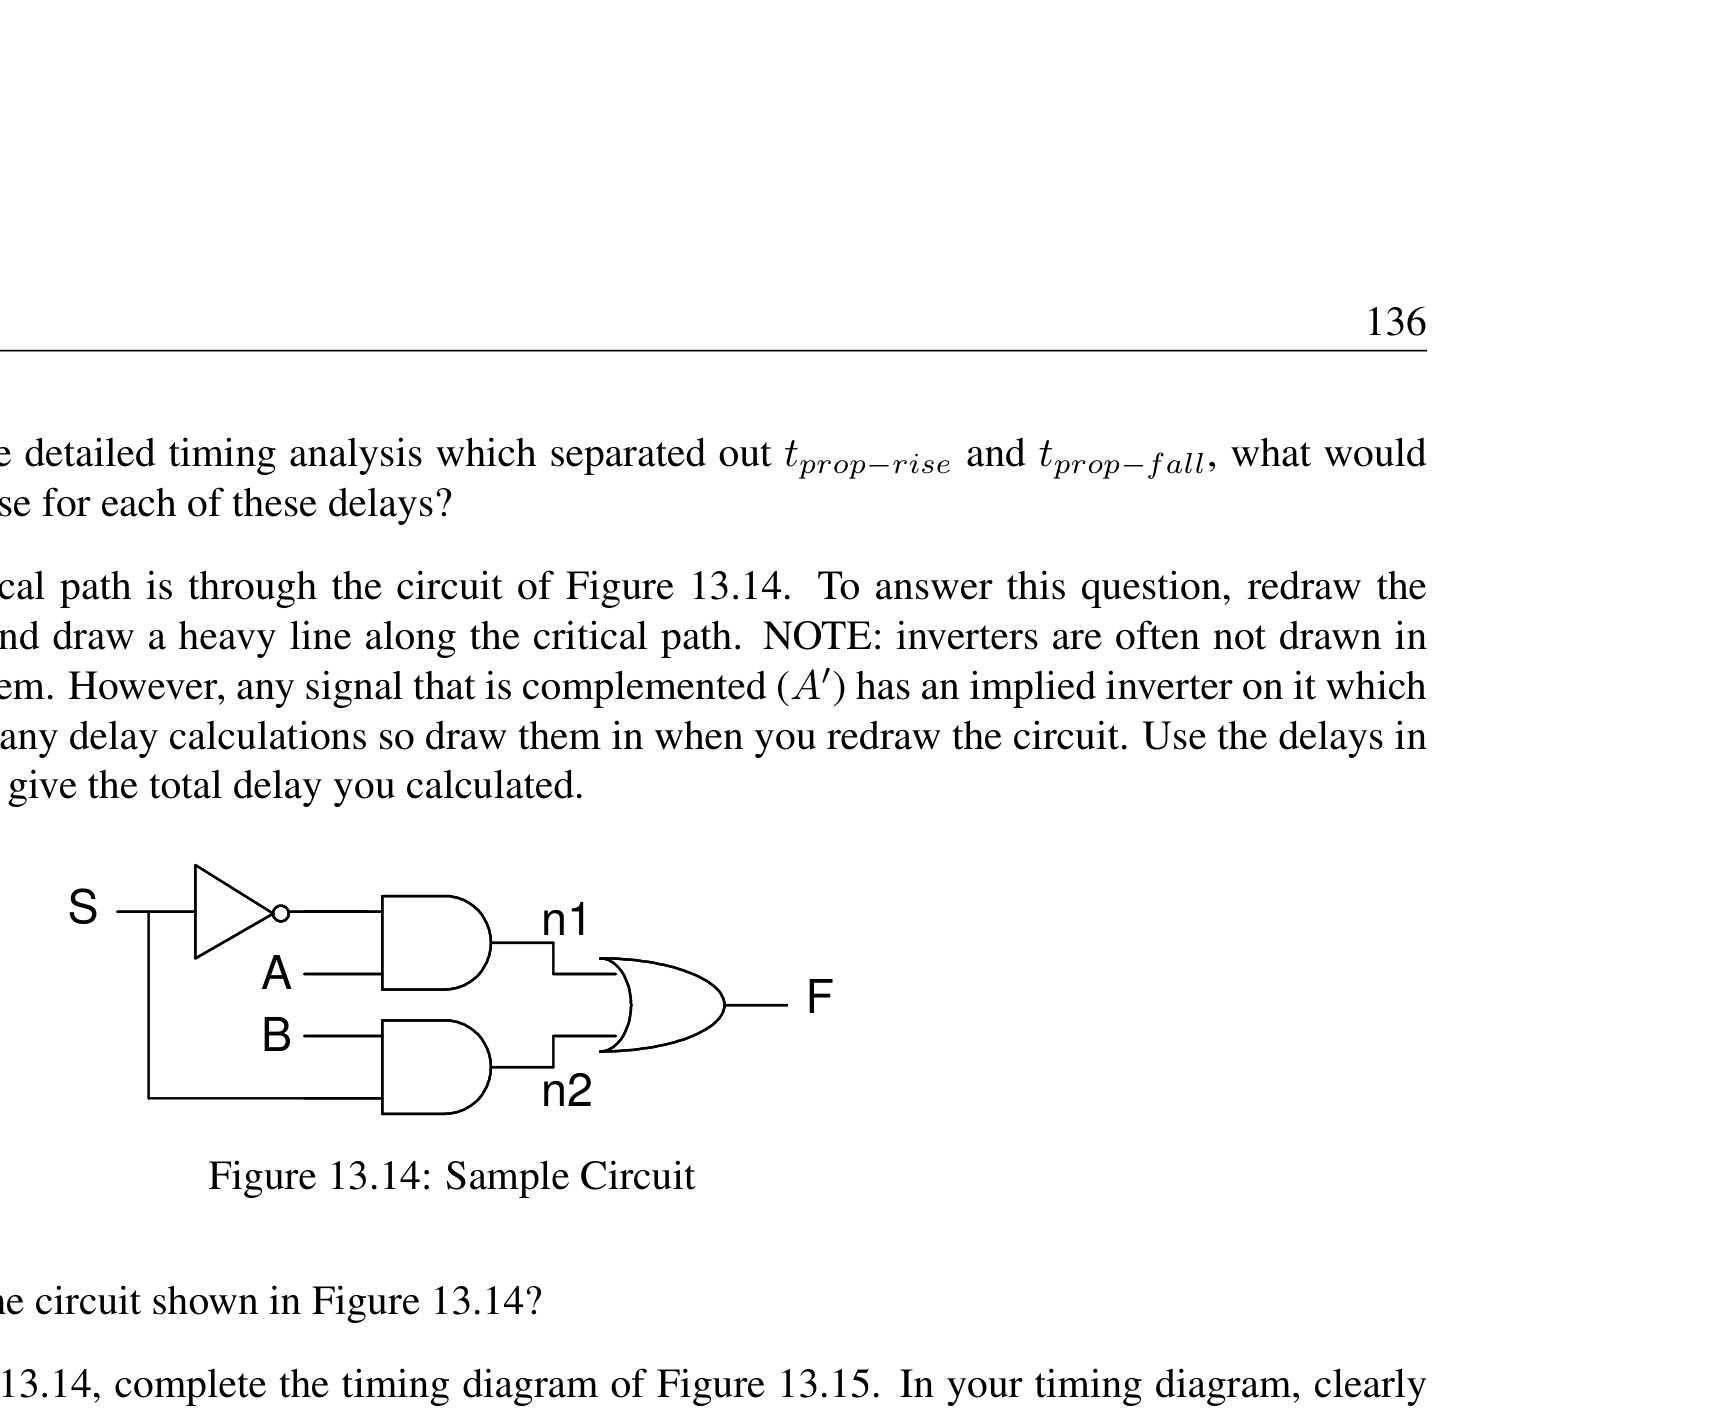 136
detailed timing analysis which separated out t_{prop−rise} and t_{prop−fall}, what would
for each of these delays?
path is through the circuit of Figure 13.14. To answer this question, redraw the
draw a heavy line along the critical path. NOTE: inverters are often not drawn in
However, any signal that is complemented (A′) has an implied inverter on it which
any delay calculations so draw them in when you redraw the circuit. Use the delays in
give the total delay you calculated.
S
n1
A
F
B
n2
Figure 13.14: Sample Circuit
circuit shown in Figure 13.14?
13.14, complete the timing diagram of Figure 13.15. In your timing diagram, clearly